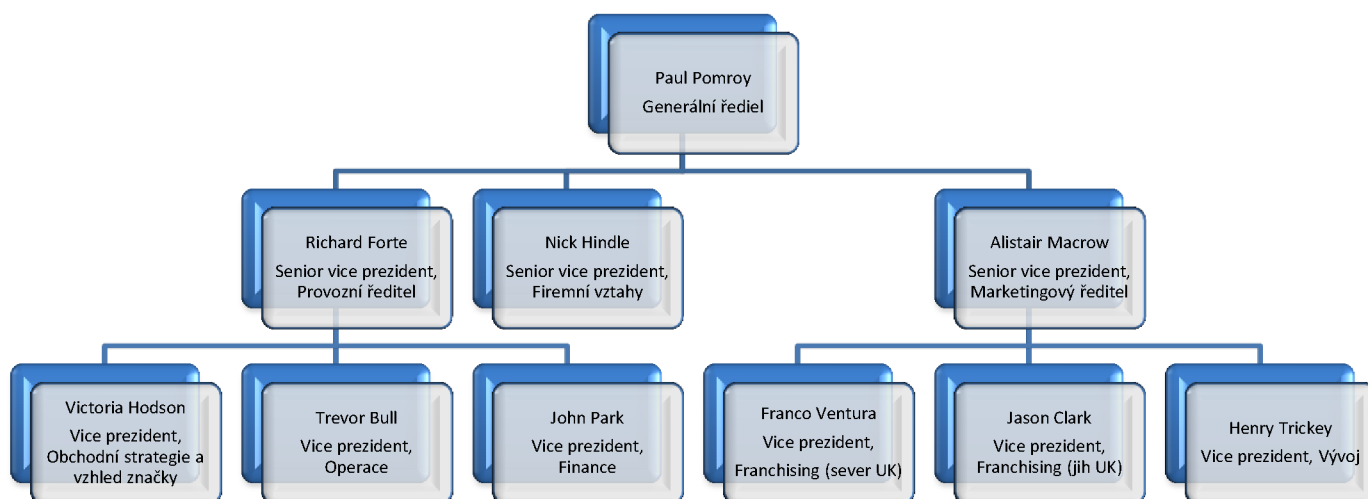 Paul Pomroy
Generální řediel
Richard Forte
Senior vice prezident,
Provozní ředitel
Nick Hindle
Senior vice prezident,
Firemní vztahy
Alistair Macrow
Senior vice prezident,
Marketingový ředitel
Victoria Hodson
Vice prezident,
Obchodní strategie a
vzhled značky
Trevor Bull
Vice prezident,
Operace
John Park
Vice prezident,
Finance
Franco Ventura
Vice prezident,
Franchising (sever UK)
Jason Clark
Vice prezident,
Franchising (jih UK)
Henry Trickey
Vice prezident, Vývoj